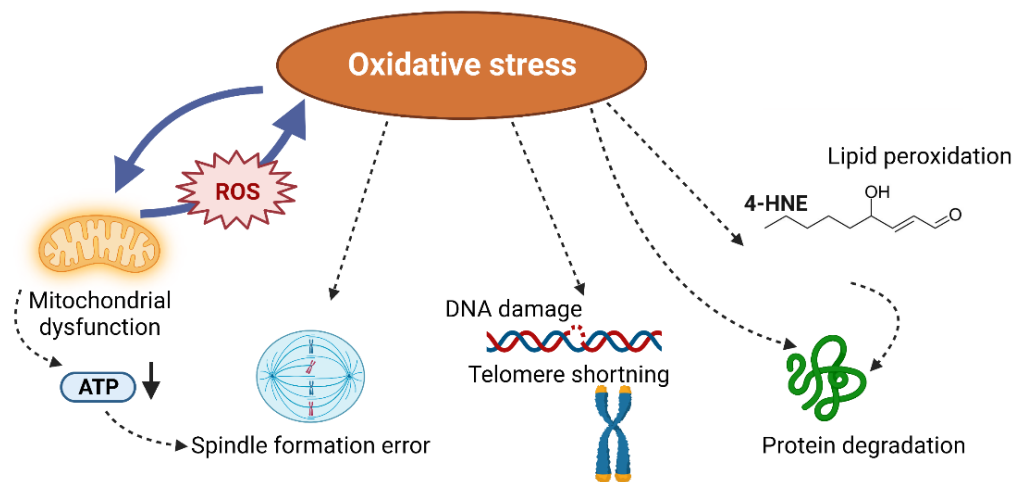 Oxidative stress
ROS
Lipid peroxidation
4-HNE
OH
O
Mitochondrial
dysfunction
DNA damage
ATP
Telomere shortning
Spindle formation error
Protein degradation